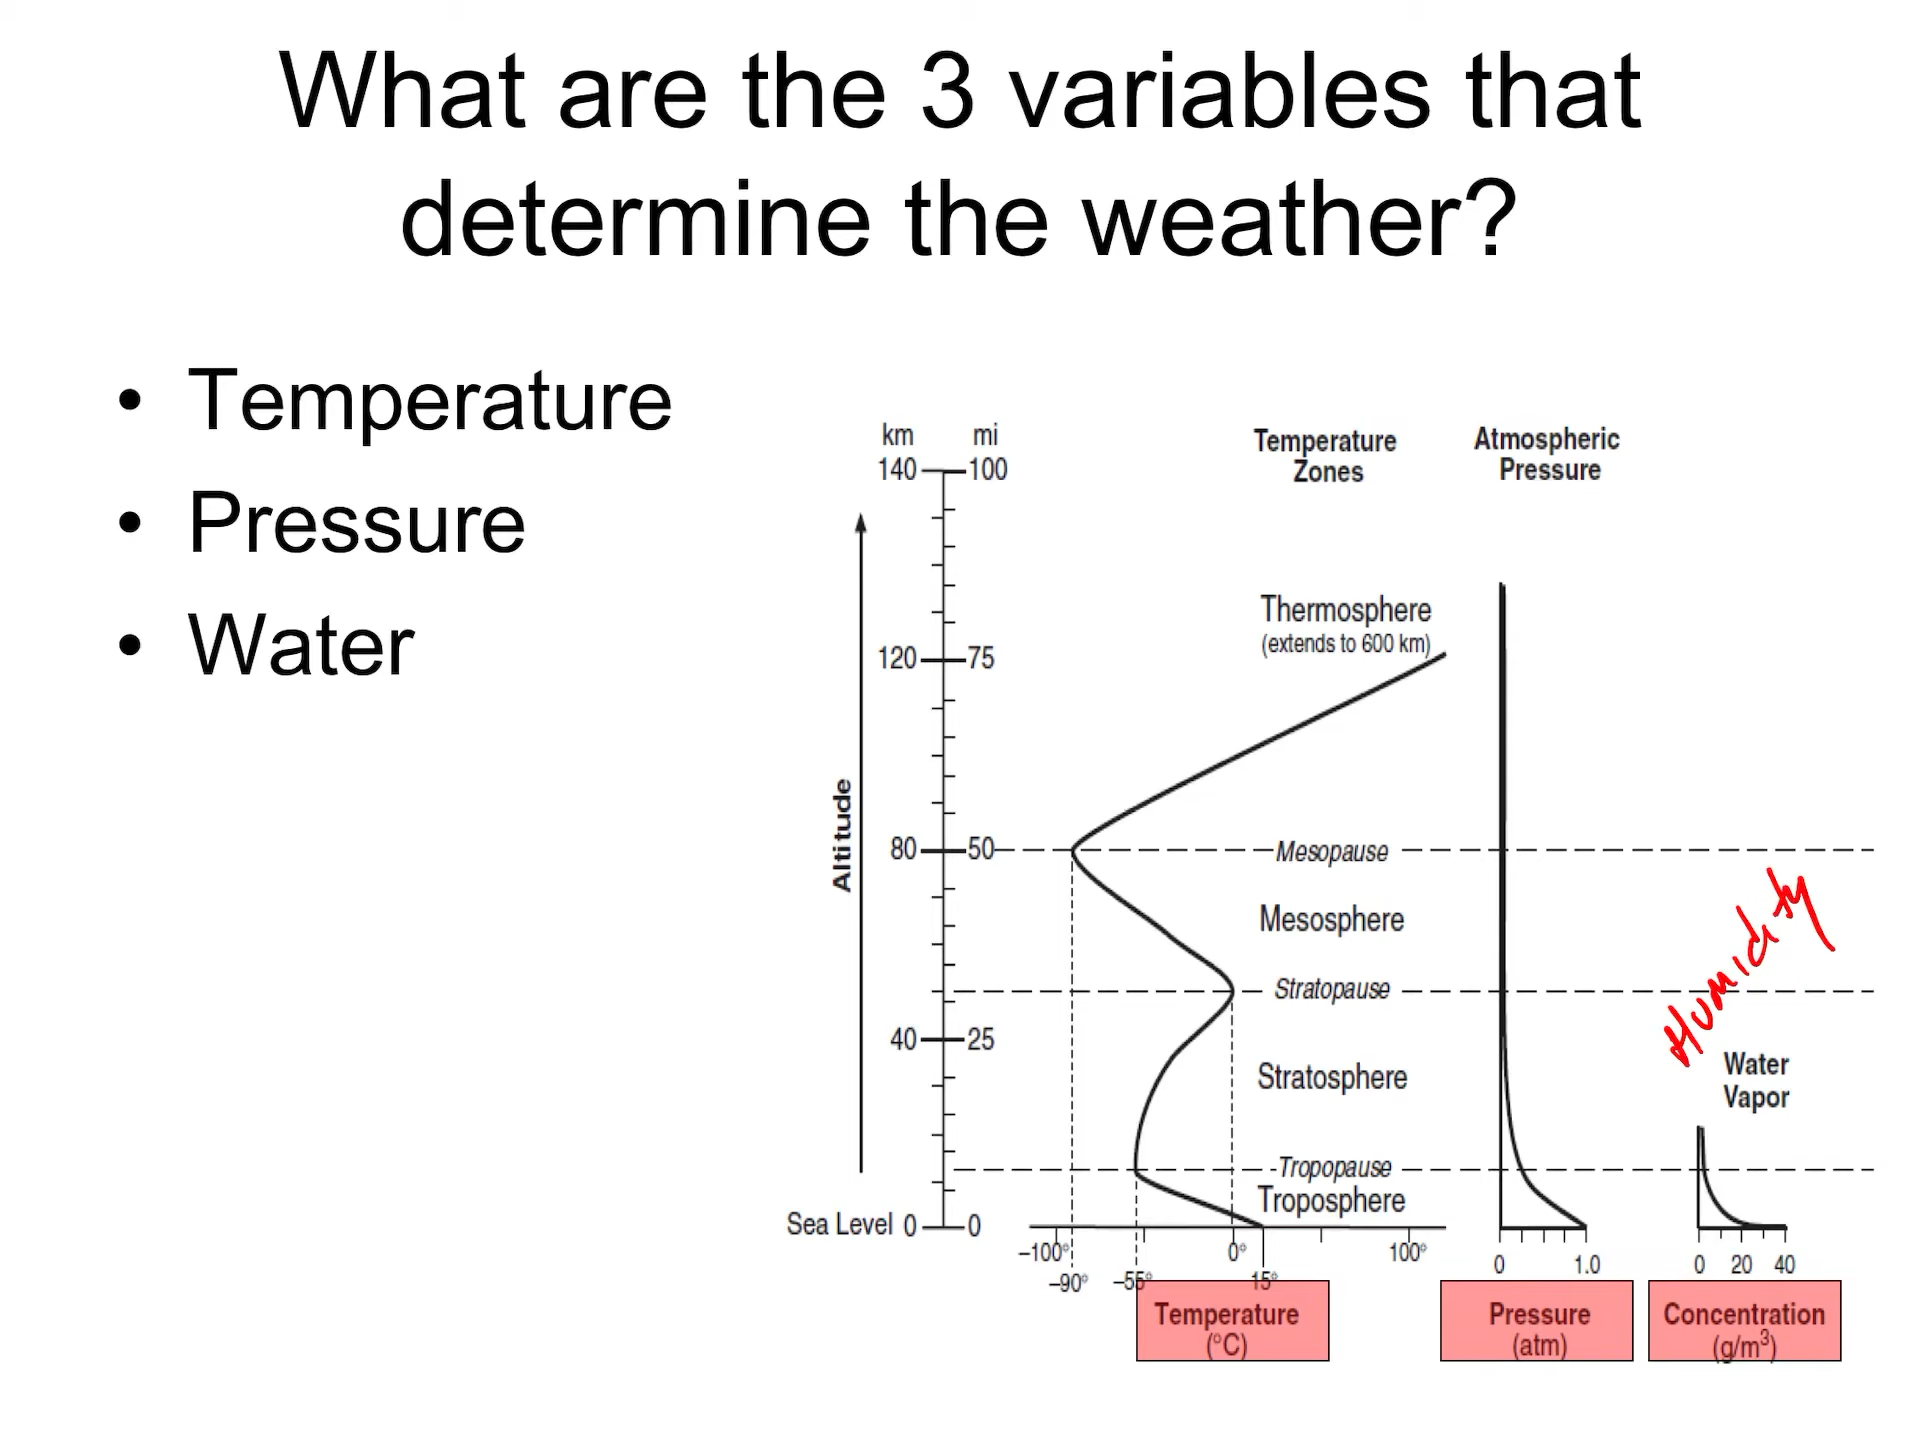 What are the 3 variables that
determine the weather?
• Temperature
• Pressure
• Water
km mi
140 100
Temperature
Zones
Atmospheric
Pressure
Thermosphere
(extends to 600 km)
120 75
Altitude
80 50 Mesopause
Mesosphere
Humidity
Stratopause
40 25
Stratosphere
Water
Vapor
Tropopause
Troposphere
Sea Level 0 0
–100° 0° 100°
–90° –55° 15°
0 1.0
0 20 40
Temperature
(°C)
Pressure
(atm)
Concentration
(g/m³)